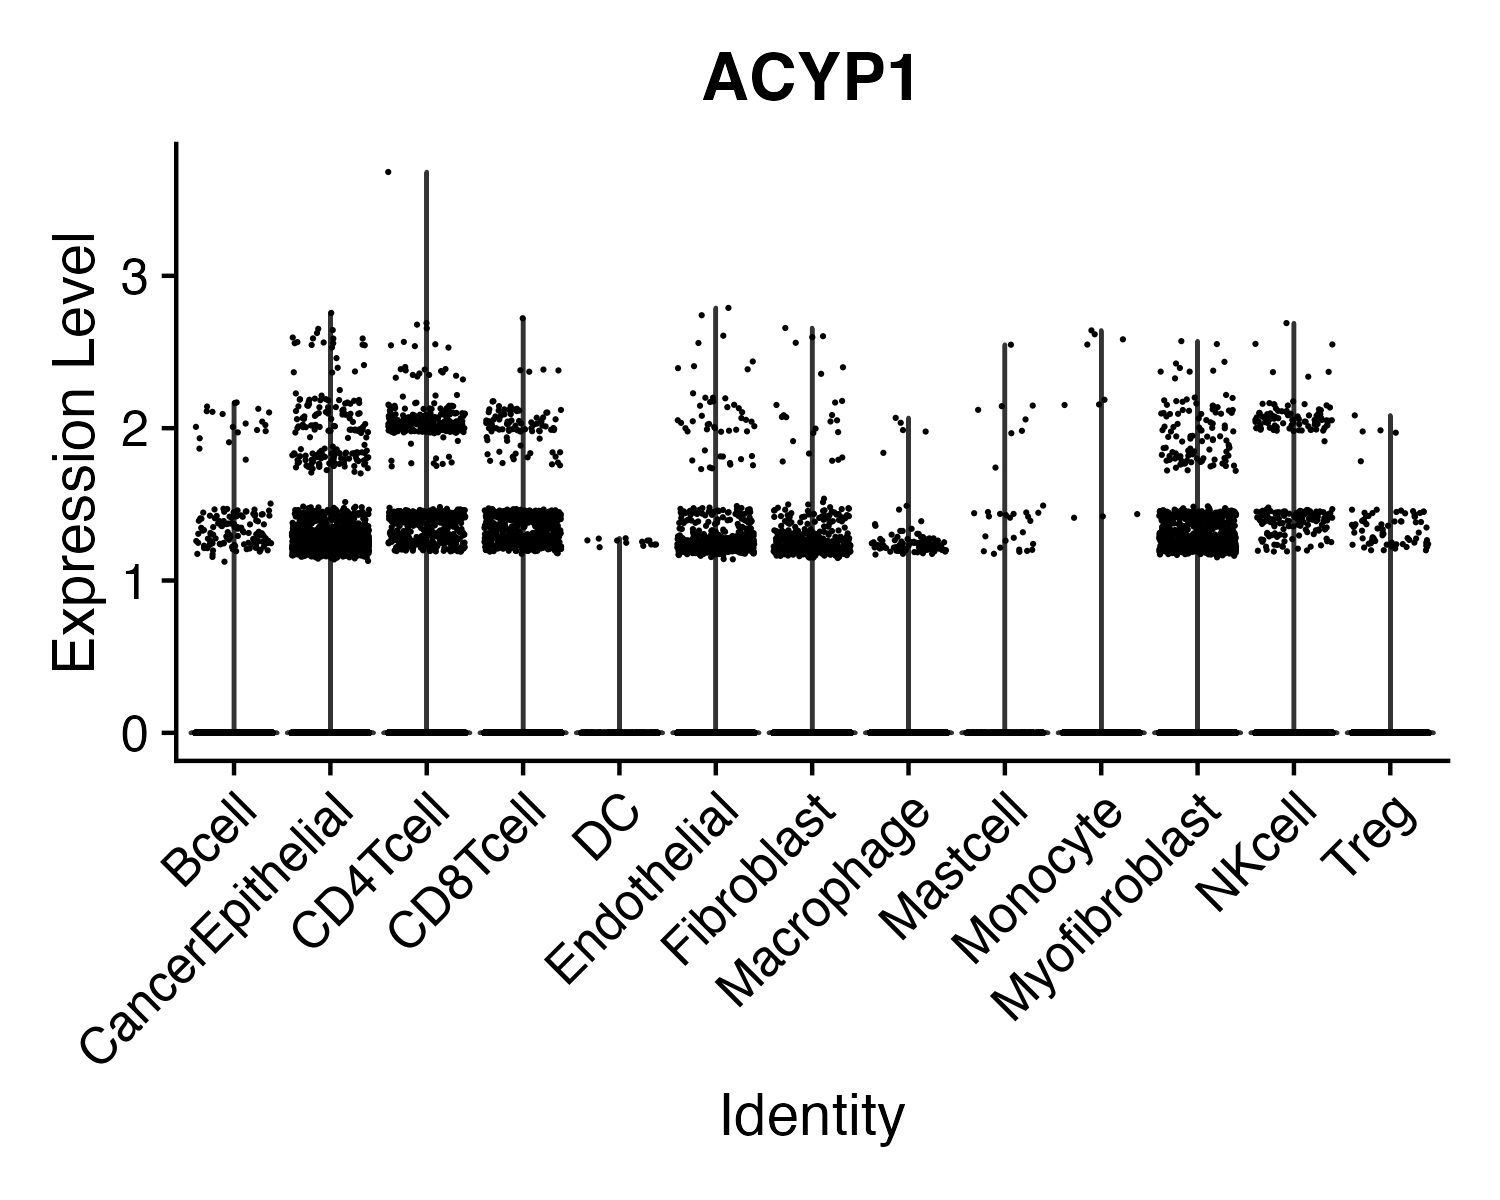 ACYP1
Expression Level
3
2
1
0
Bcell
CancerEpithelial
CD4Tcell
CD8Tcell
DC
Endothelial
Fibroblast
Macrophage
Mastcell
Monocyte
Myofibroblast
NKcell
Treg
Identity